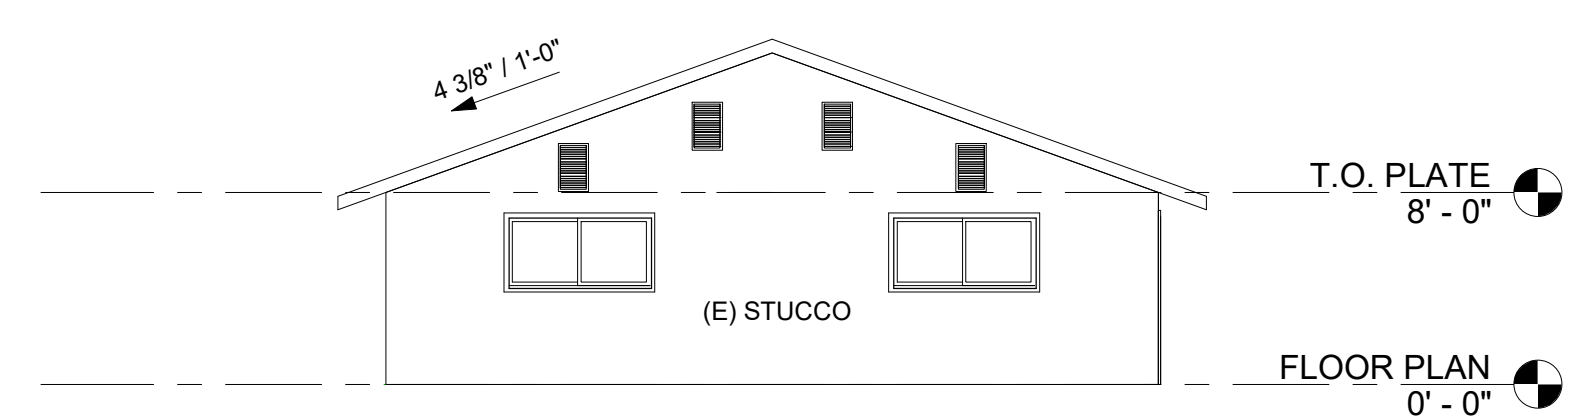 4 3/8" / 1'-0"
T.O. PLATE
8' - 0"
(E) STUCCO
FLOOR PLAN
0' - 0"